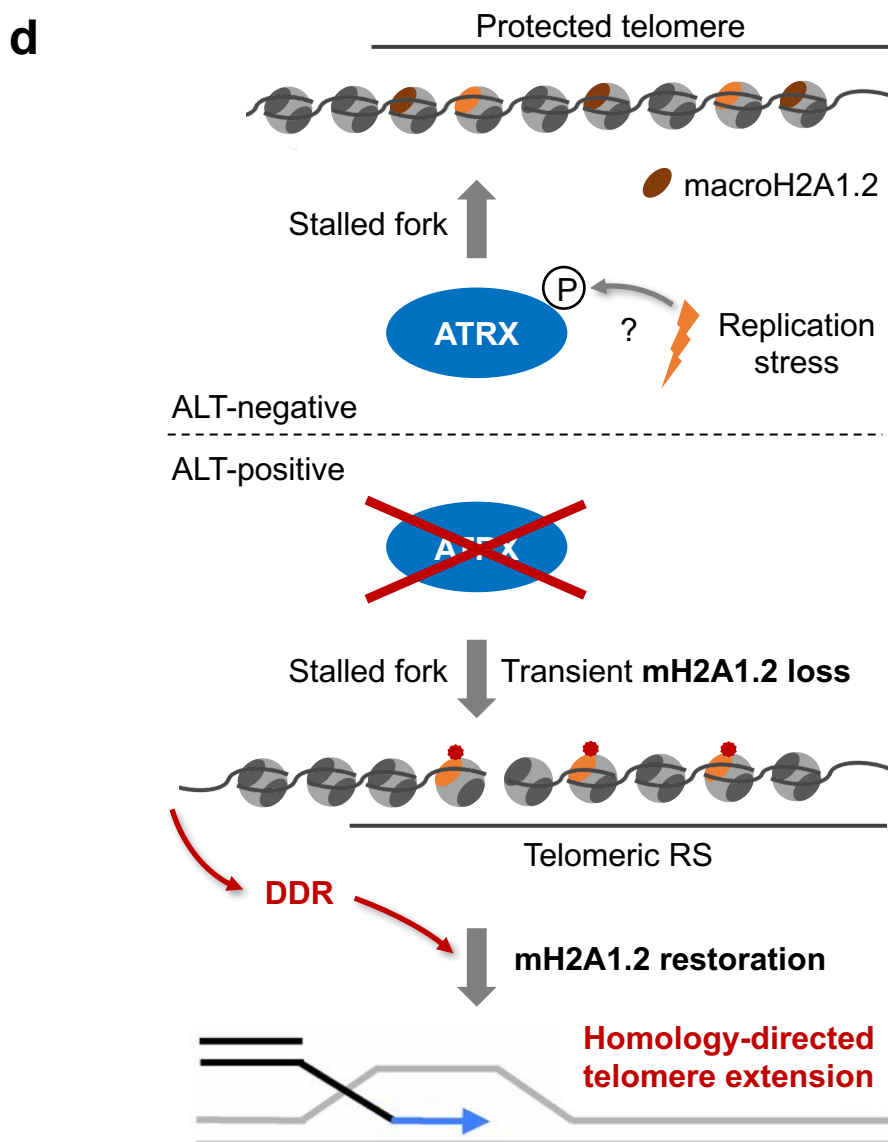 d
Protected telomere
macroH2A1.2
Stalled fork
P
ATRX
?
Replication
stress
ALT-negative
ALT-positive
ATRX
Stalled fork
Transient mH2A1.2 loss
Telomeric RS
DDR
mH2A1.2 restoration
Homology-directed
telomere extension